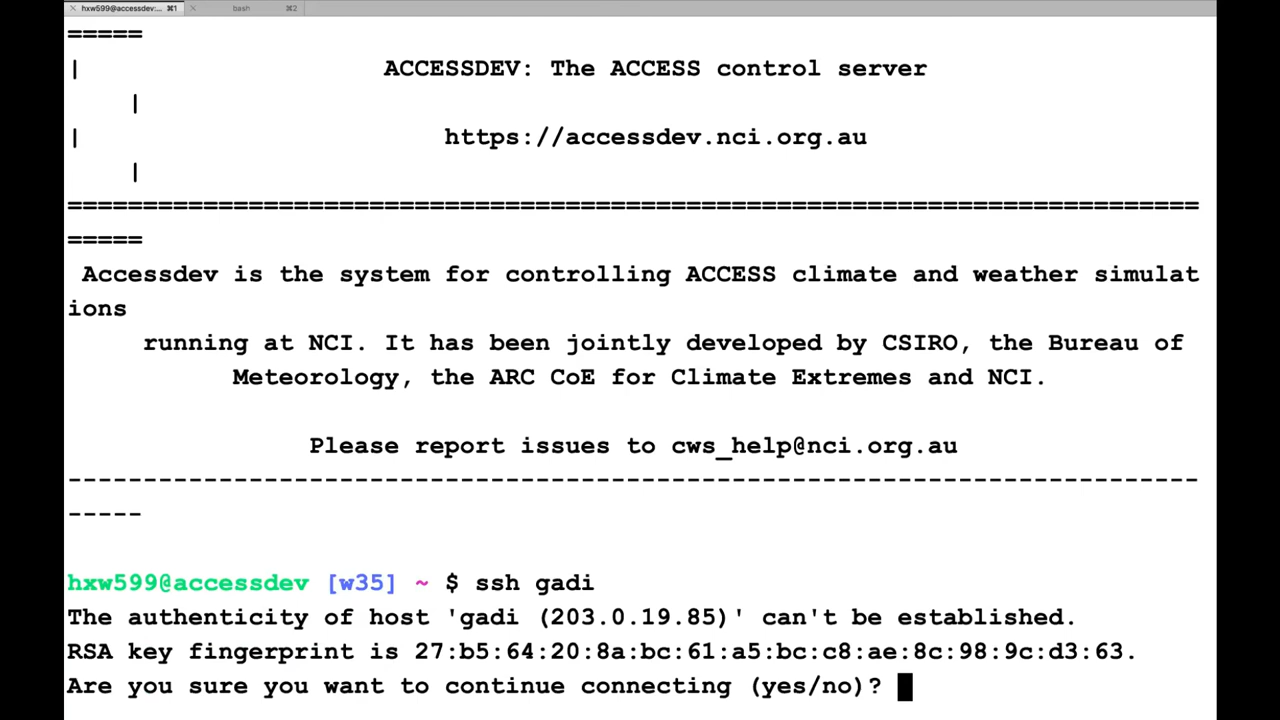 hxw599@accessdev:... ⌘1 bash ⌘2
=====
| ACCESSDEV: The ACCESS control server
|
| https://accessdev.nci.org.au
|
===========================================================================
=====
Accessdev is the system for controlling ACCESS climate and weather simulat
ions
running at NCI. It has been jointly developed by CSIRO, the Bureau of
Meteorology, the ARC CoE for Climate Extremes and NCI.
Please report issues to cws_help@nci.org.au
---------------------------------------------------------------------------
-----
hxw599@accessdev [w35] ~ $ ssh gadi
The authenticity of host 'gadi (203.0.19.85)' can't be established.
RSA key fingerprint is 27:b5:64:20:8a:bc:61:a5:bc:c8:ae:8c:98:9c:d3:63.
Are you sure you want to continue connecting (yes/no)?